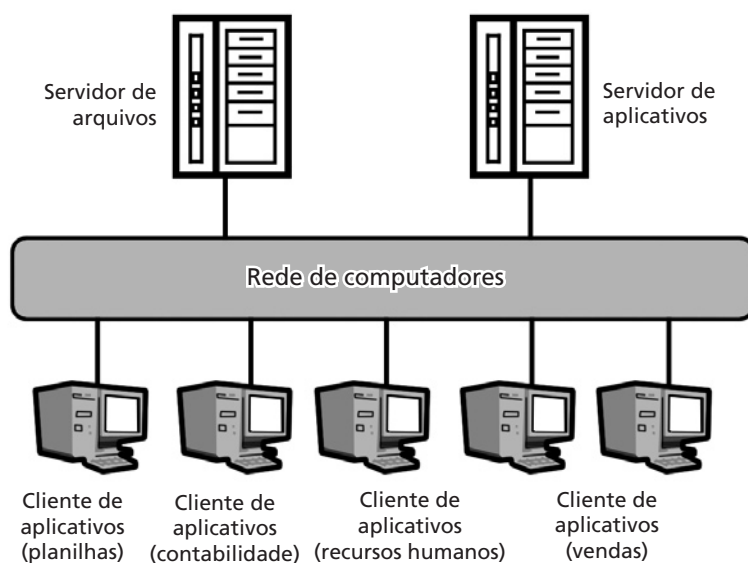 Servidor de
arquivos
Servidor de
aplicativos
Rede de computadores
Cliente de
aplicativos
(planilhas)
Cliente de
aplicativos
(contabilidade)
Cliente de
aplicativos
(recursos humanos)
Cliente de
aplicativos
(vendas)